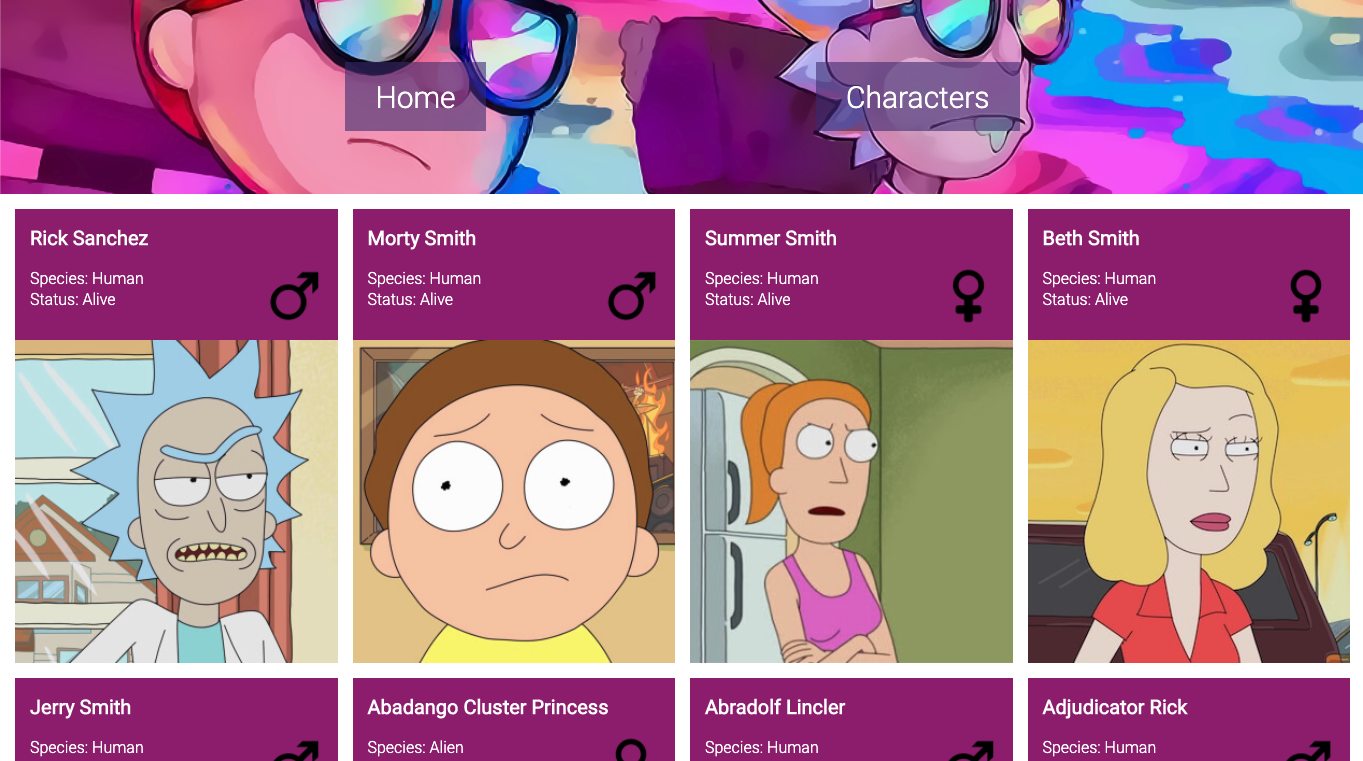 Home
Characters
Rick Sanchez
Species: Human
Status: Alive
Morty Smith
Species: Human
Status: Alive
Summer Smith
Species: Human
Status: Alive
Beth Smith
Species: Human
Status: Alive
Jerry Smith
Species: Human
Abadango Cluster Princess
Species: Alien
Abradolf Lincler
Species: Human
Adjudicator Rick
Species: Human